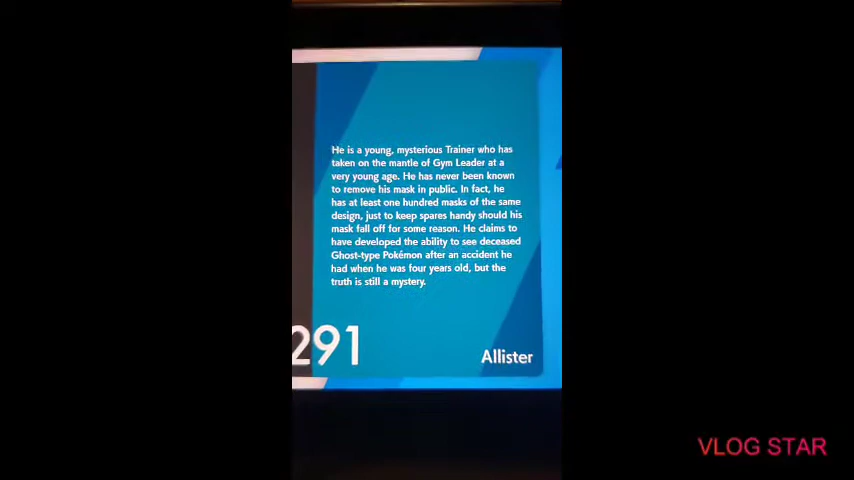 He is a young, mysterious Trainer who has
taken on the mantle of Gym Leader at a
very young age. He has never been known
to remove his mask in public. In fact, he
has at least one hundred masks of the same
design, just to keep spares handy should his
mask fall off for some reason. He claims to
have developed the ability to see deceased
Ghost-type Pokémon after an accident he
had when he was four years old, but the
truth is still a mystery.
291
Allister
VLOG STAR